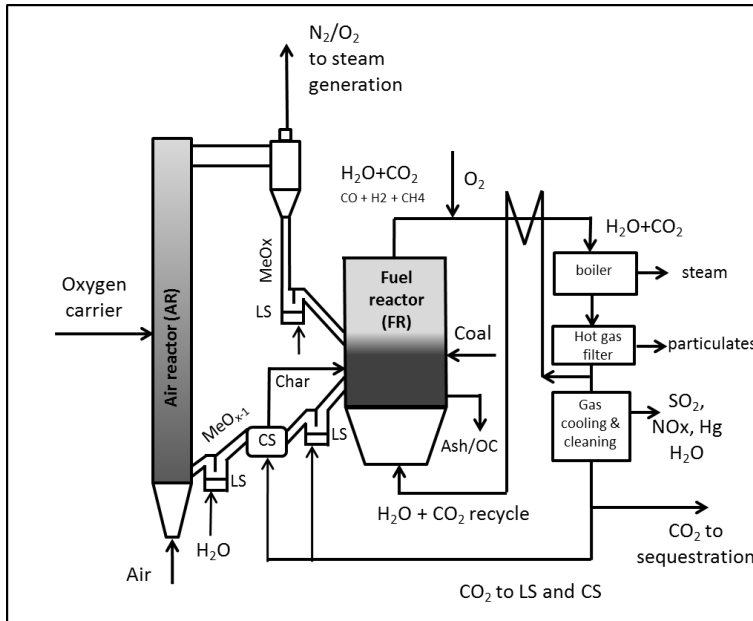 N₂/O₂
to steam
generation
H₂O+CO₂
CO + H2 + CH4
O₂
H₂O+CO₂
boiler
steam
MeOx
Fuel
reactor
(FR)
Oxygen
carrier
Air reactor (AR)
LS
Coal
Hot gas
filter
particulates
Char
MeOₓ₋₁
CS
LS
Ash/OC
Gas
cooling &
cleaning
SO₂,
NOx, Hg
H₂O
LS
H₂O
H₂O + CO₂ recycle
CO₂ to
sequestration
Air
CO₂ to LS and CS